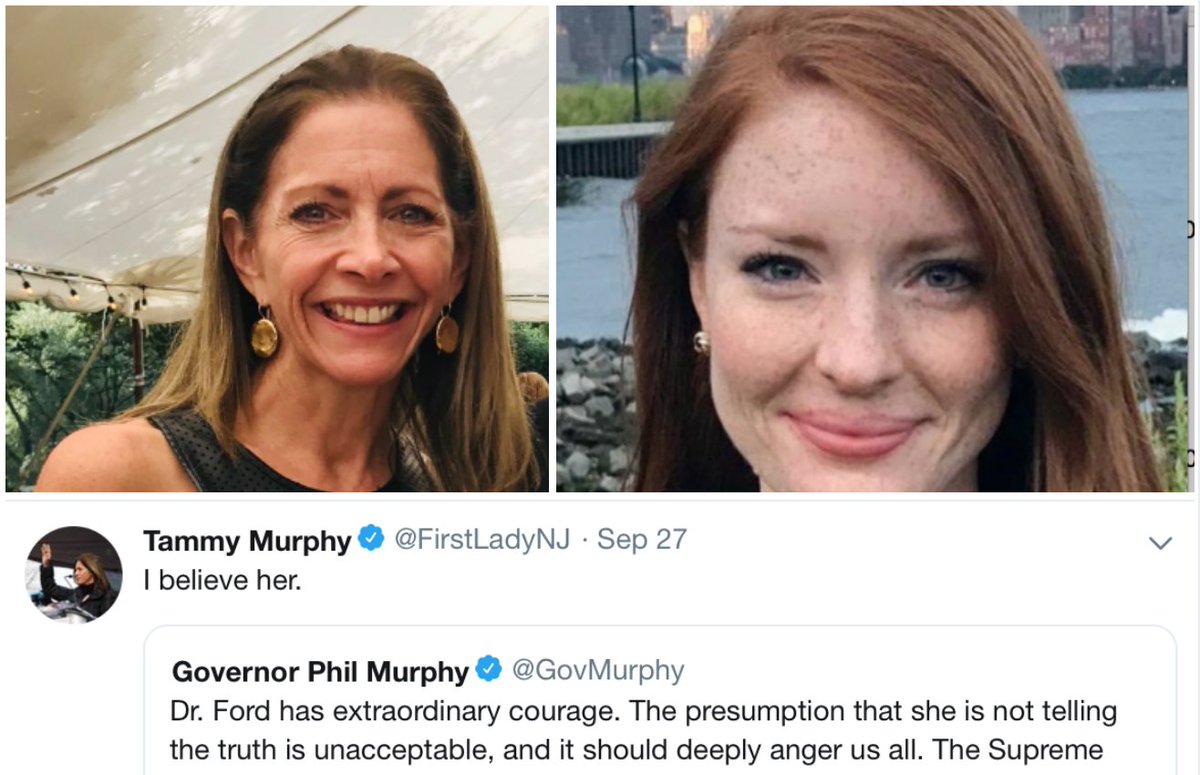 Tammy Murphy @FirstLadyNJ · Sep 27
I believe her.
Governor Phil Murphy @GovMurphy
Dr. Ford has extraordinary courage. The presumption that she is not telling
the truth is unacceptable, and it should deeply anger us all. The Supreme